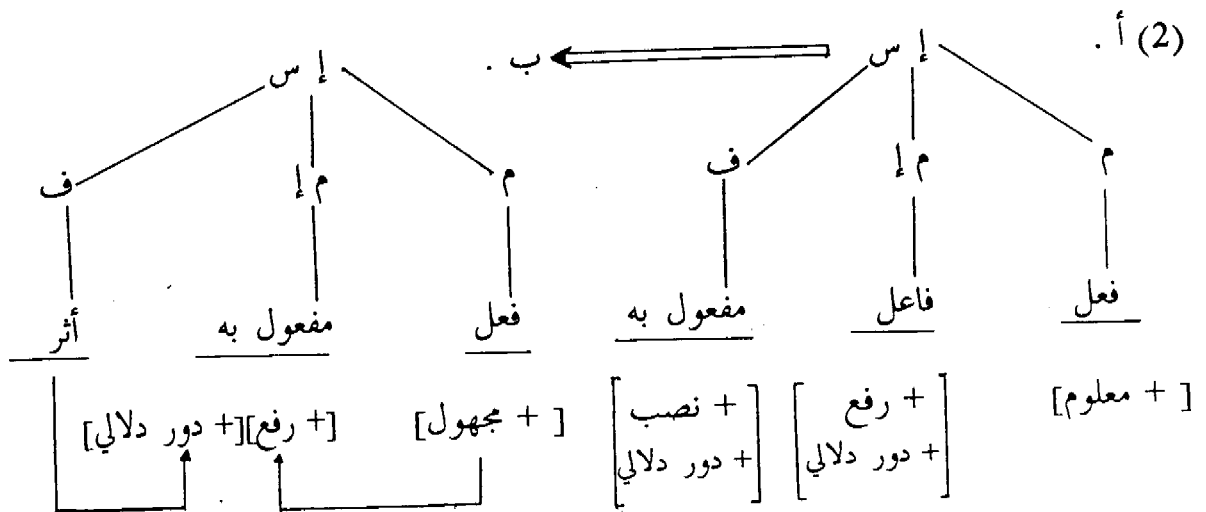 (2) أ . إ س ب . إ س
م م إ ف م م إ ف
فعل فاعل مفعول به فعل مفعول به أثر
[ + معلوم] [+ رفع [+ نصب [ + مجهول] [+ رفع][+ دور دلالي]
+ دور دلالي] + دور دلالي]